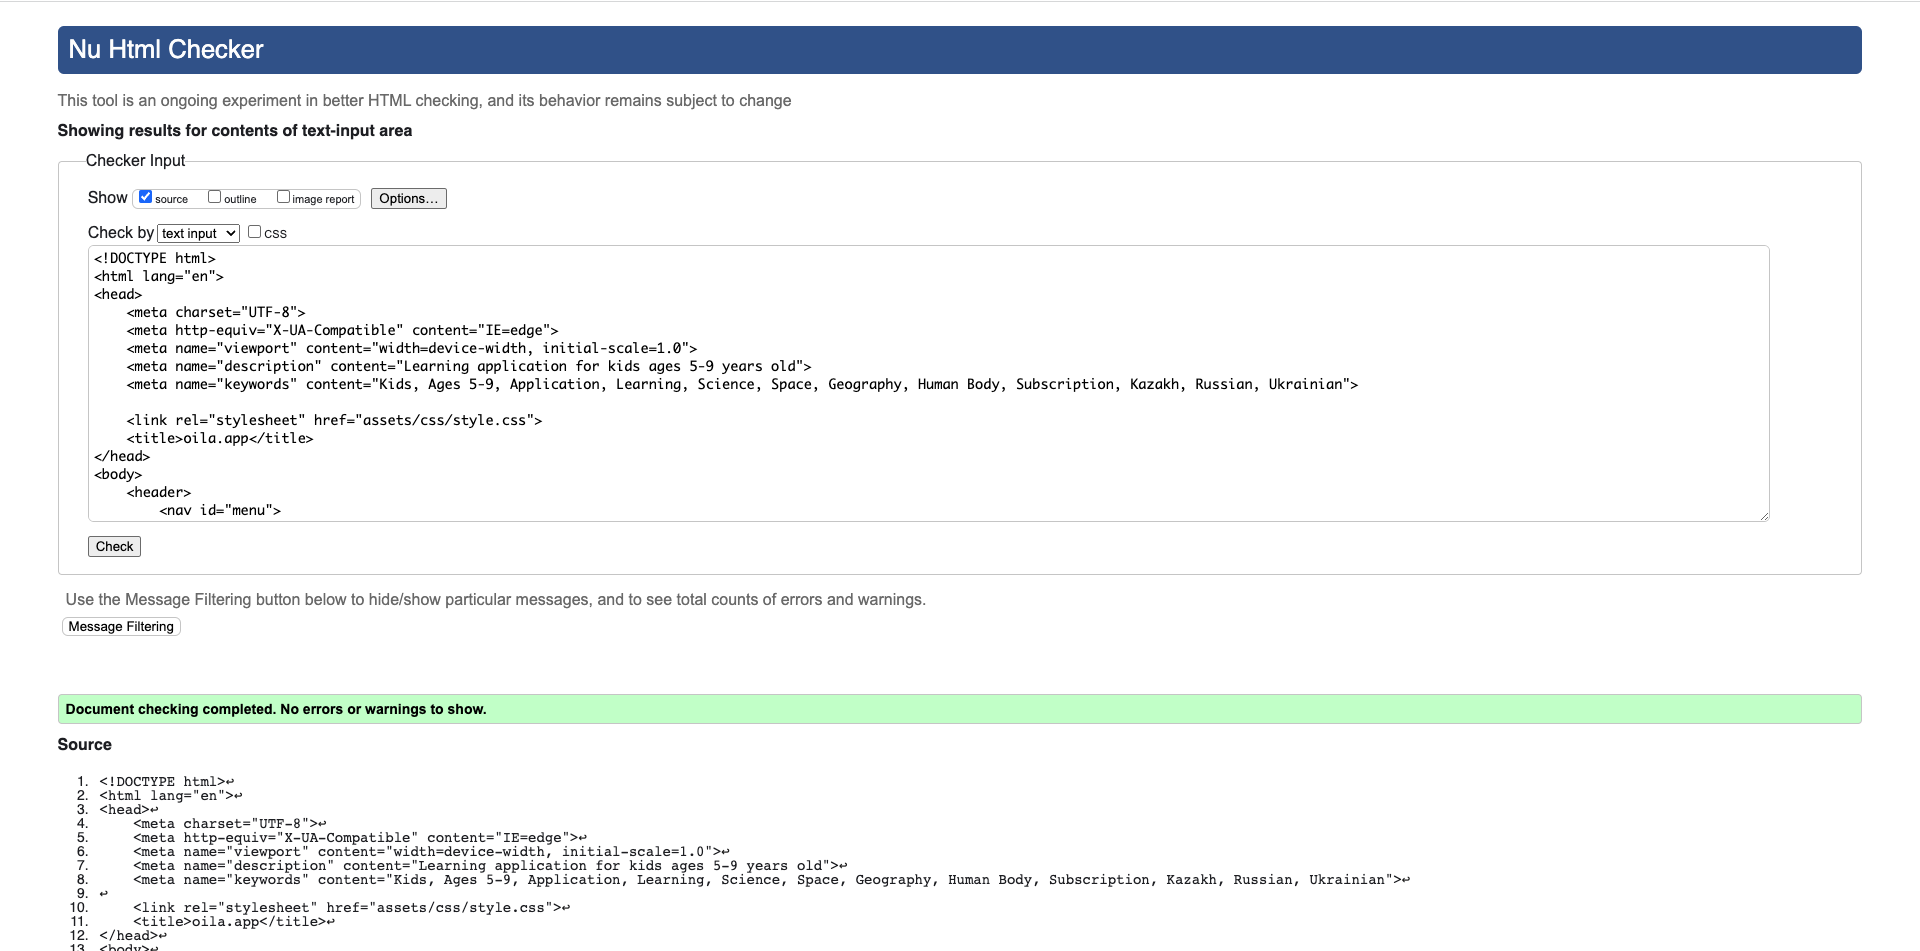 Nu Html Checker
This tool is an ongoing experiment in better HTML checking, and its behavior remains subject to change
Showing results for contents of text-input area
Checker Input
Show source outline image report Options...
Check by text input CSS
<!DOCTYPE html>
<html lang="en">
<head>
    <meta charset="UTF-8">
    <meta http-equiv="X-UA-Compatible" content="IE=edge">
    <meta name="viewport" content="width=device-width, initial-scale=1.0">
    <meta name="description" content="Learning application for kids ages 5-9 years old">
    <meta name="keywords" content="Kids, Ages 5-9, Application, Learning, Science, Space, Geography, Human Body, Subscription, Kazakh, Russian, Ukrainian">
    <link rel="stylesheet" href="assets/css/style.css">
    <title>oila.app</title>
</head>
<body>
    <header>
        <nav id="menu">
Check
Use the Message Filtering button below to hide/show particular messages, and to see total counts of errors and warnings.
Message Filtering
Document checking completed. No errors or warnings to show.
Source
1. <!DOCTYPE html>↩
2. <html lang="en">↩
3. <head>↩
4.     <meta charset="UTF-8">↩
5.     <meta http-equiv="X-UA-Compatible" content="IE=edge">↩
6.     <meta name="viewport" content="width=device-width, initial-scale=1.0">↩
7.     <meta name="description" content="Learning application for kids ages 5-9 years old">↩
8.     <meta name="keywords" content="Kids, Ages 5-9, Application, Learning, Science, Space, Geography, Human Body, Subscription, Kazakh, Russian, Ukrainian">↩
9. ↩
10.     <link rel="stylesheet" href="assets/css/style.css">↩
11.     <title>oila.app</title>↩
12. </head>↩
13. <body>↩